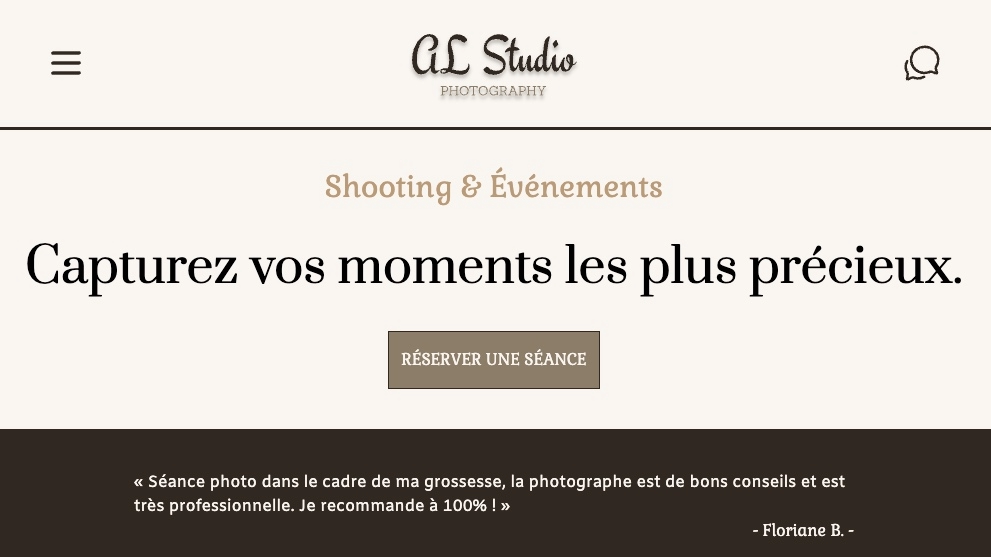 AL Studio
PHOTOGRAPHY
Shooting & Événements
Capturez vos moments les plus précieux.
RÉSERVER UNE SÉANCE
« Séance photo dans le cadre de ma grossesse, la photographe est de bons conseils et est
très professionnelle. Je recommande à 100% ! »
- Floriane B. -